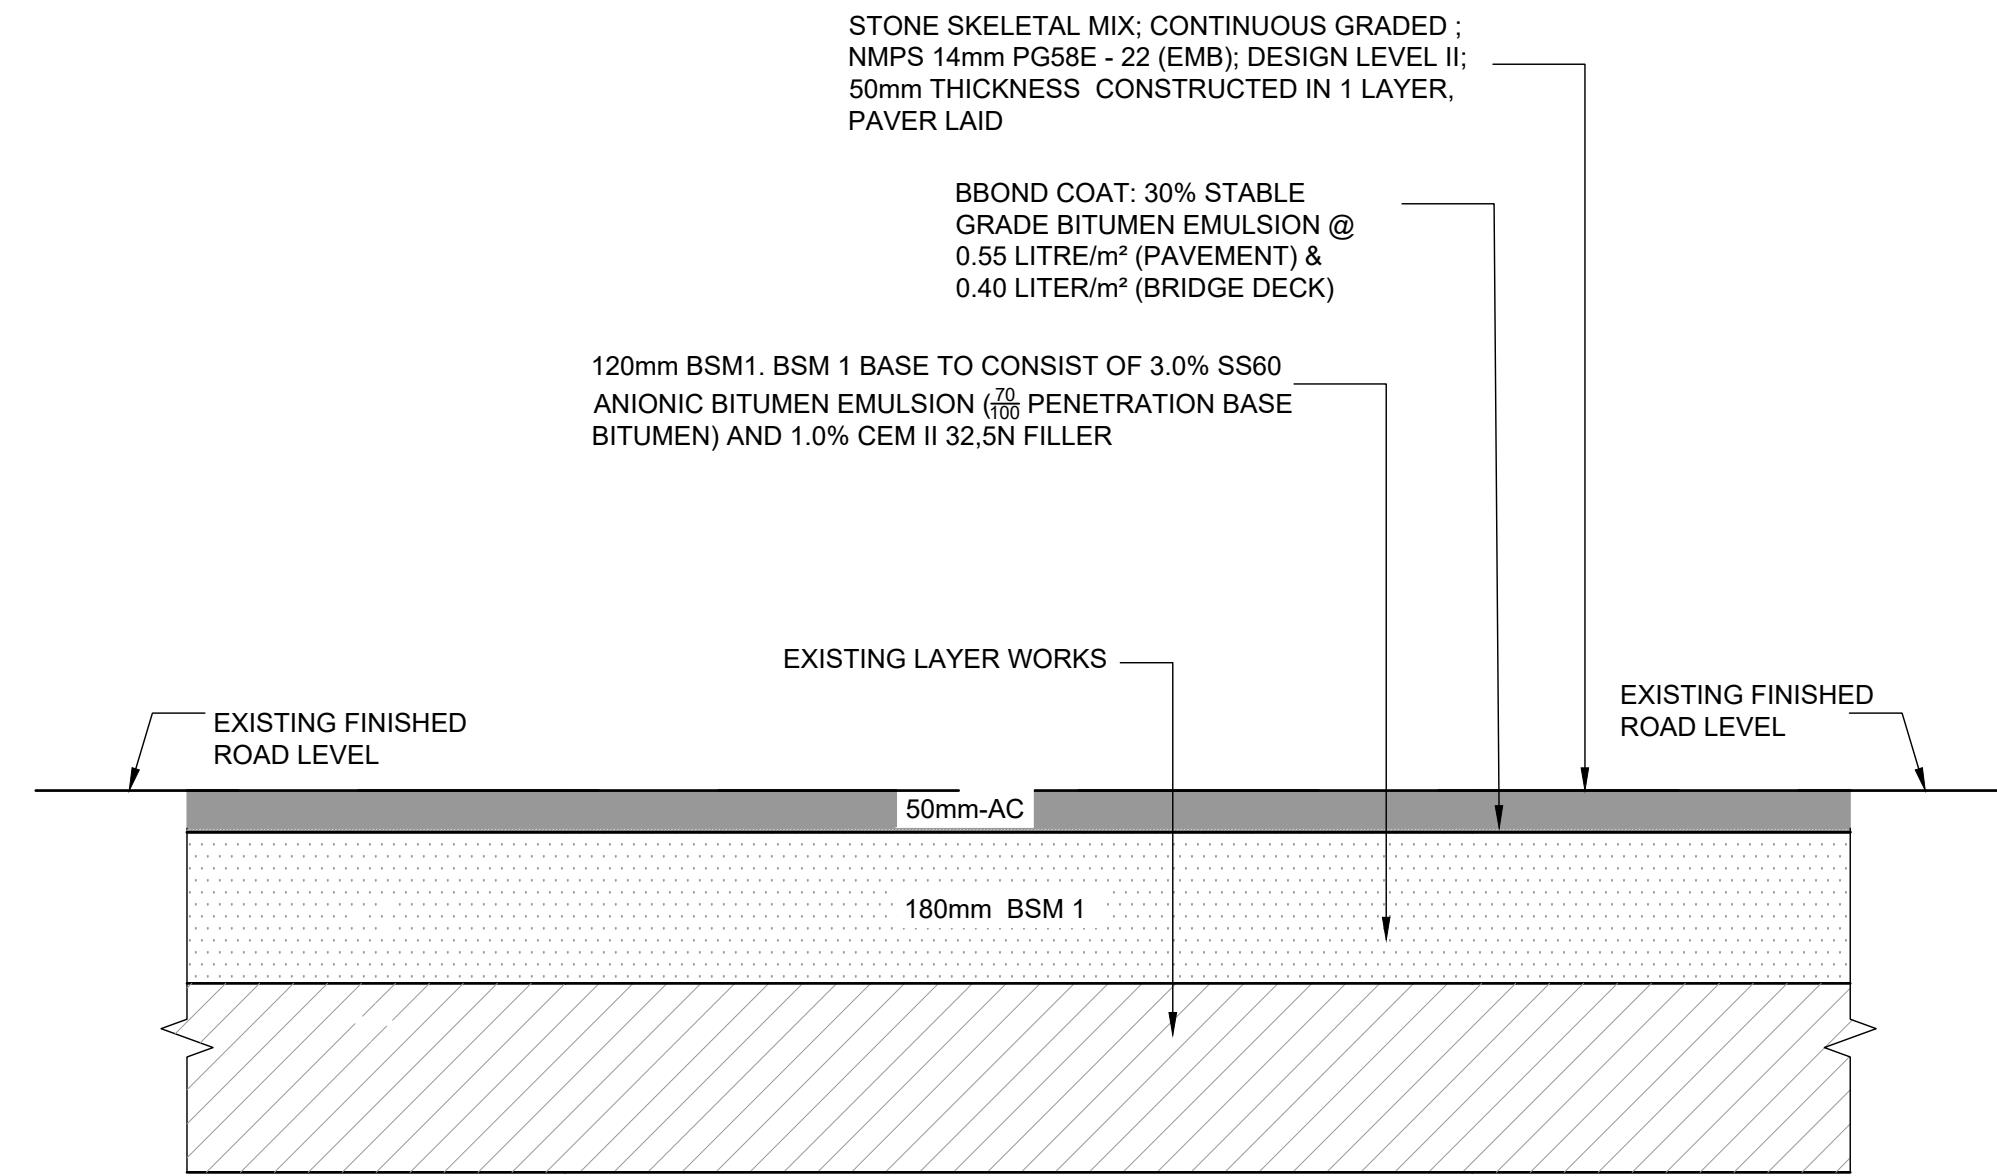 STONE SKELETAL MIX; CONTINUOUS GRADED ;
NMPS 14mm PG58E - 22 (EMB); DESIGN LEVEL II;
50mm THICKNESS CONSTRUCTED IN 1 LAYER,
PAVER LAID
BBOND COAT: 30% STABLE
GRADE BITUMEN EMULSION @
0.55 LITRE/m² (PAVEMENT) &
0.40 LITER/m² (BRIDGE DECK)
120mm BSM1. BSM 1 BASE TO CONSIST OF 3.0% SS60
ANIONIC BITUMEN EMULSION (70/100 PENETRATION BASE
BITUMEN) AND 1.0% CEM II 32,5N FILLER
EXISTING LAYER WORKS
EXISTING FINISHED
ROAD LEVEL
EXISTING FINISHED
ROAD LEVEL
50mm-AC
180mm BSM 1